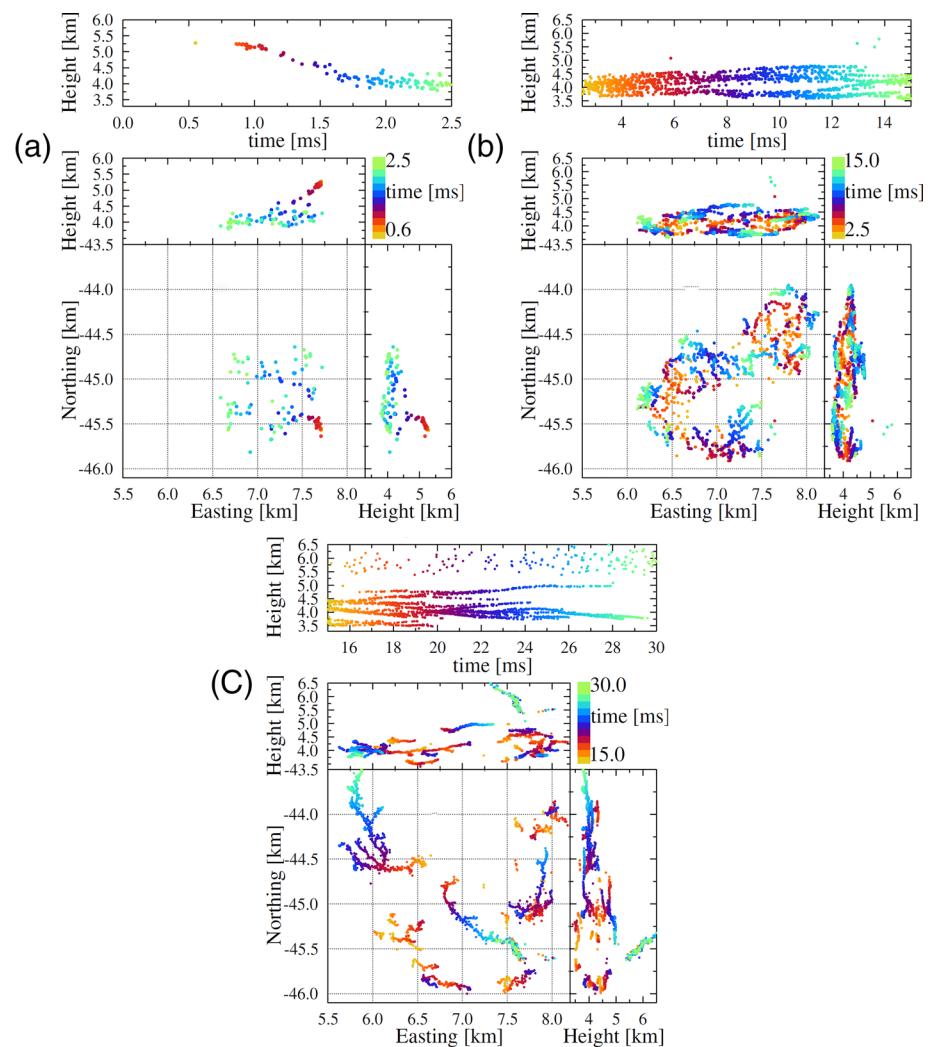 Height [km]
6.0
5.5
5.0
4.5
4.0
3.5
0.0 0.5 1.0 1.5 2.0 2.5
time [ms]
(a)
Height [km]
6.0
5.5
5.0
4.5
4.0
2.5
time [ms]
0.6
Northing [km]
-43.5
-44.0
-44.5
-45.0
-45.5
-46.0
5.5 6.0 6.5 7.0 7.5 8.0
Easting [km]
4 5 6
Height [km]
Height [km]
6.5
6.0
5.5
5.0
4.5
4.0
3.5
4 6 8 10 12 14
time [ms]
(b)
Height [km]
6.5
6.0
5.5
5.0
4.5
4.0
15.0
time [ms]
2.5
Northing [km]
-43.5
-44.0
-44.5
-45.0
-45.5
-46.0
5.5 6.0 6.5 7.0 7.5 8.0
Easting [km]
4 5 6
Height [km]
Height [km]
6.5
6.0
5.5
5.0
4.5
4.0
3.5
16 18 20 22 24 26 28 30
time [ms]
(C)
Height [km]
6.5
6.0
5.5
5.0
4.5
4.0
30.0
time [ms]
15.0
Northing [km]
-43.5
-44.0
-44.5
-45.0
-45.5
-46.0
5.5 6.0 6.5 7.0 7.5 8.0
Easting [km]
4 5 6
Height [km]